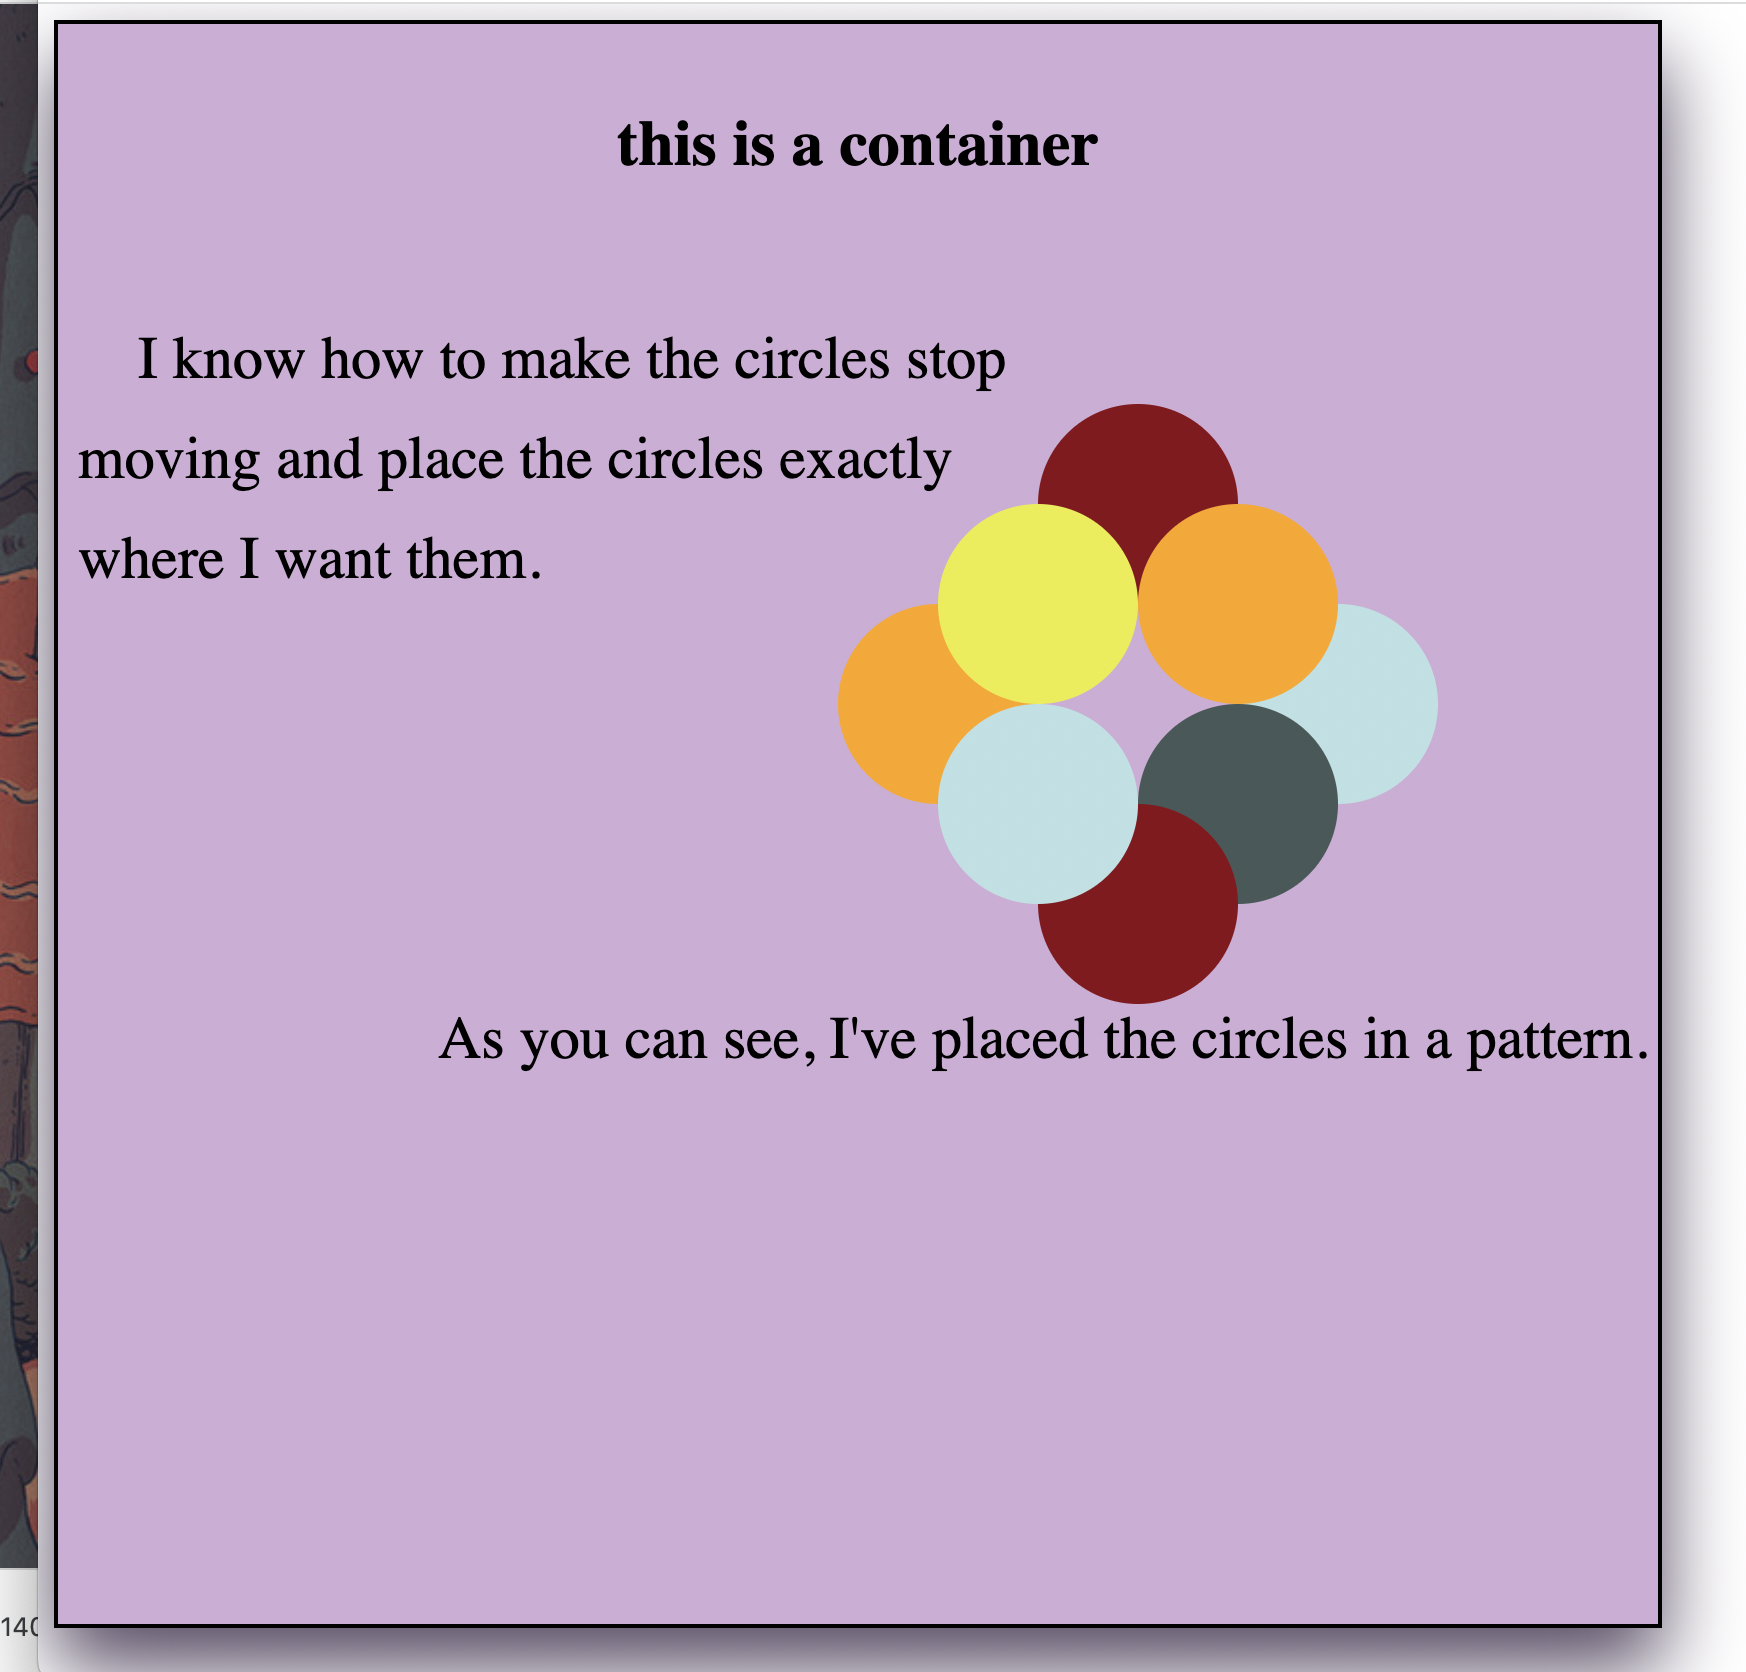 this is a container
I know how to make the circles stop
moving and place the circles exactly
where I want them.
As you can see, I've placed the circles in a pattern.
140